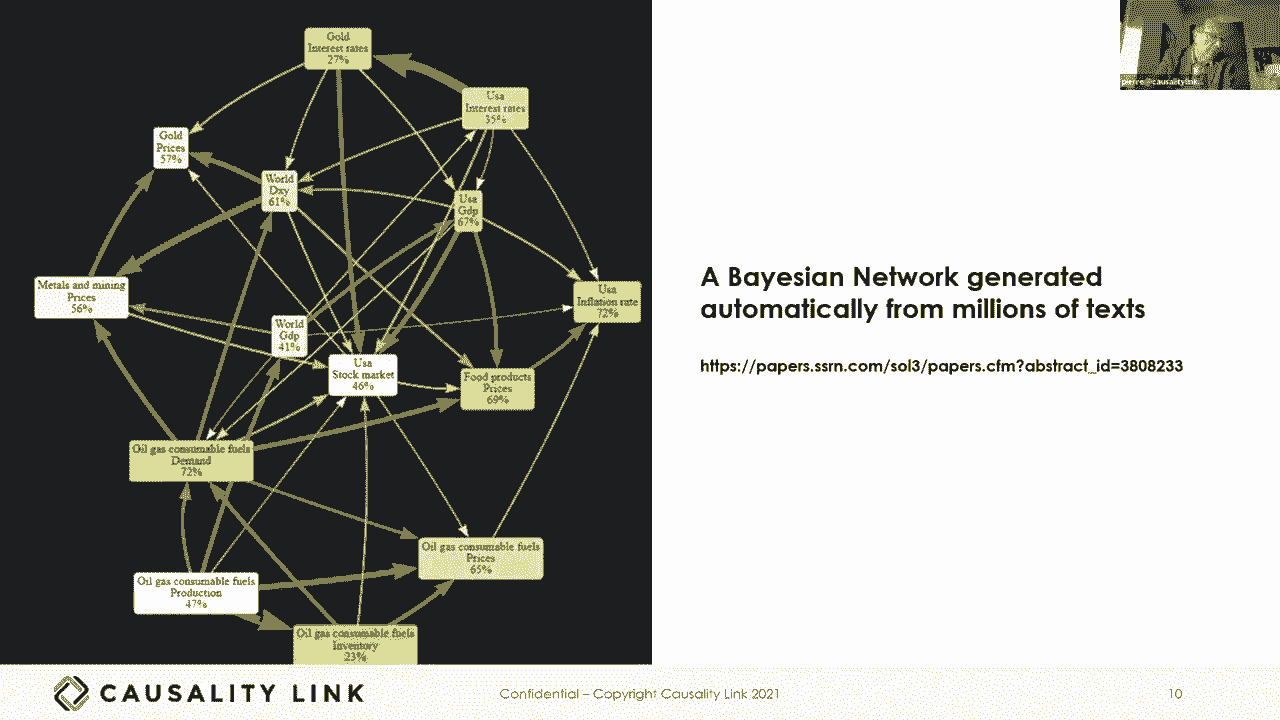 Gold
Interest rates
27%
Usa
Interest rates
35%
Gold
Prices
57%
World
Dxy
61%
Usa
Gdp
67%
Metals and mining
Prices
56%
Usa
Inflation rate
72%
World
Gdp
41%
Usa
Stock market
46%
Food products
Prices
69%
Oil gas consumable fuels
Demand
72%
Oil gas consumable fuels
Prices
65%
Oil gas consumable fuels
Production
47%
Oil gas consumable fuels
Inventory
23%
A Bayesian Network generated
automatically from millions of texts
https://papers.ssrn.com/sol3/papers.cfm?abstract_id=3808233
CAUSALITY LINK
Confidential – Copyright Causality Link 2021
10